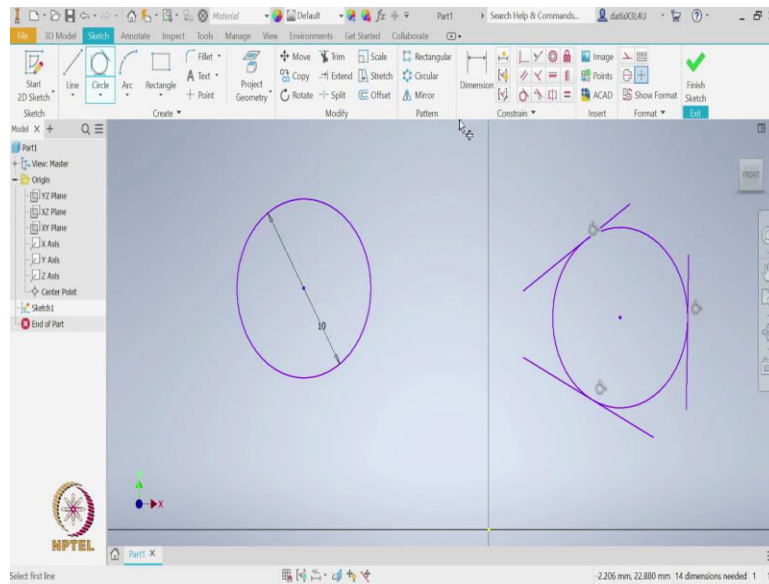 Material Default fx Part1 Search Help & Commands... datlaX3L4U
File 3D Model Sketch Annotate Inspect Tools Manage View Environments Get Started Collaborate
Start 2D Sketch Line Circle Arc Rectangle Fillet Text Point Project Geometry Move Copy Rotate Trim Extend Split Scale Stretch Offset Rectangular Circular Mirror Dimension Image Points ACAD Show Format Finish Sketch
Sketch Create Modify Pattern Constrain Insert Format Exit
Model X +
Part1
View: Master
Origin
YZ Plane
XZ Plane
XY Plane
X Axis
Y Axis
Z Axis
Center Point
Sketch1
End of Part
FRONT
10
X
NPTEL
Part1 X
Select first line
-2.206 mm, 22.880 mm 14 dimensions needed 1